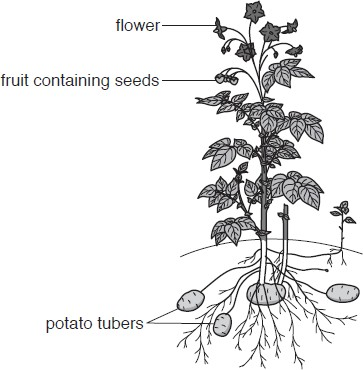 flower
fruit containing seeds
potato tubers